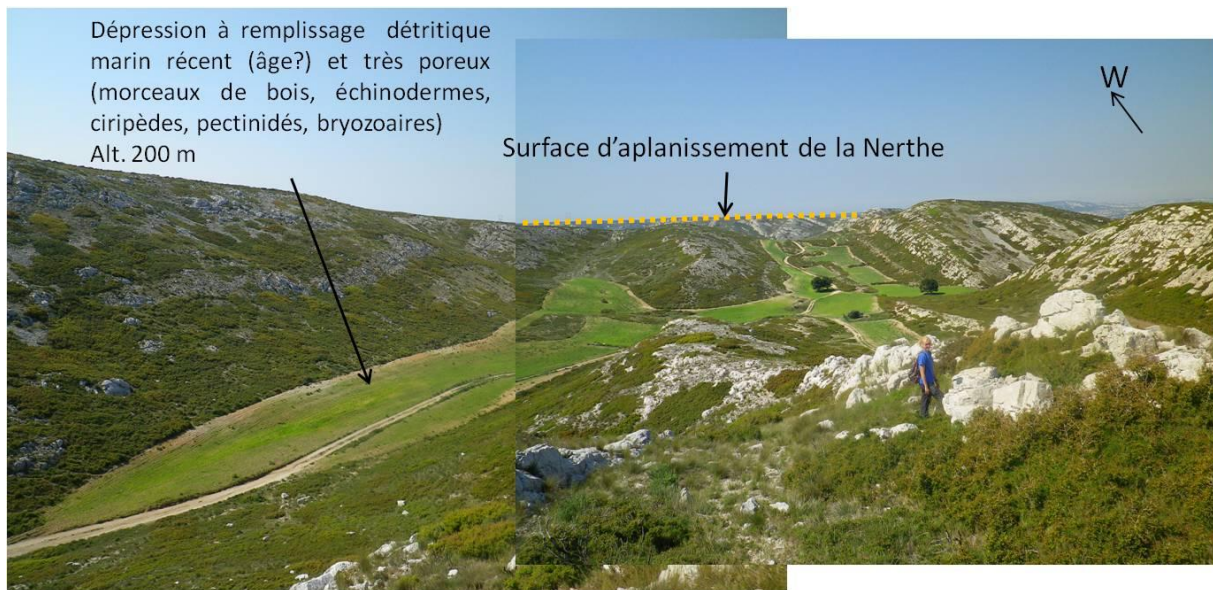 Dépression à remplissage détritique
marin récent (âge?) et très poreux
(morceaux de bois, échinodermes,
ciripèdes, pectinidés, bryozoaires)
Alt. 200 m
Surface d'aplanissement de la Nerthe
W